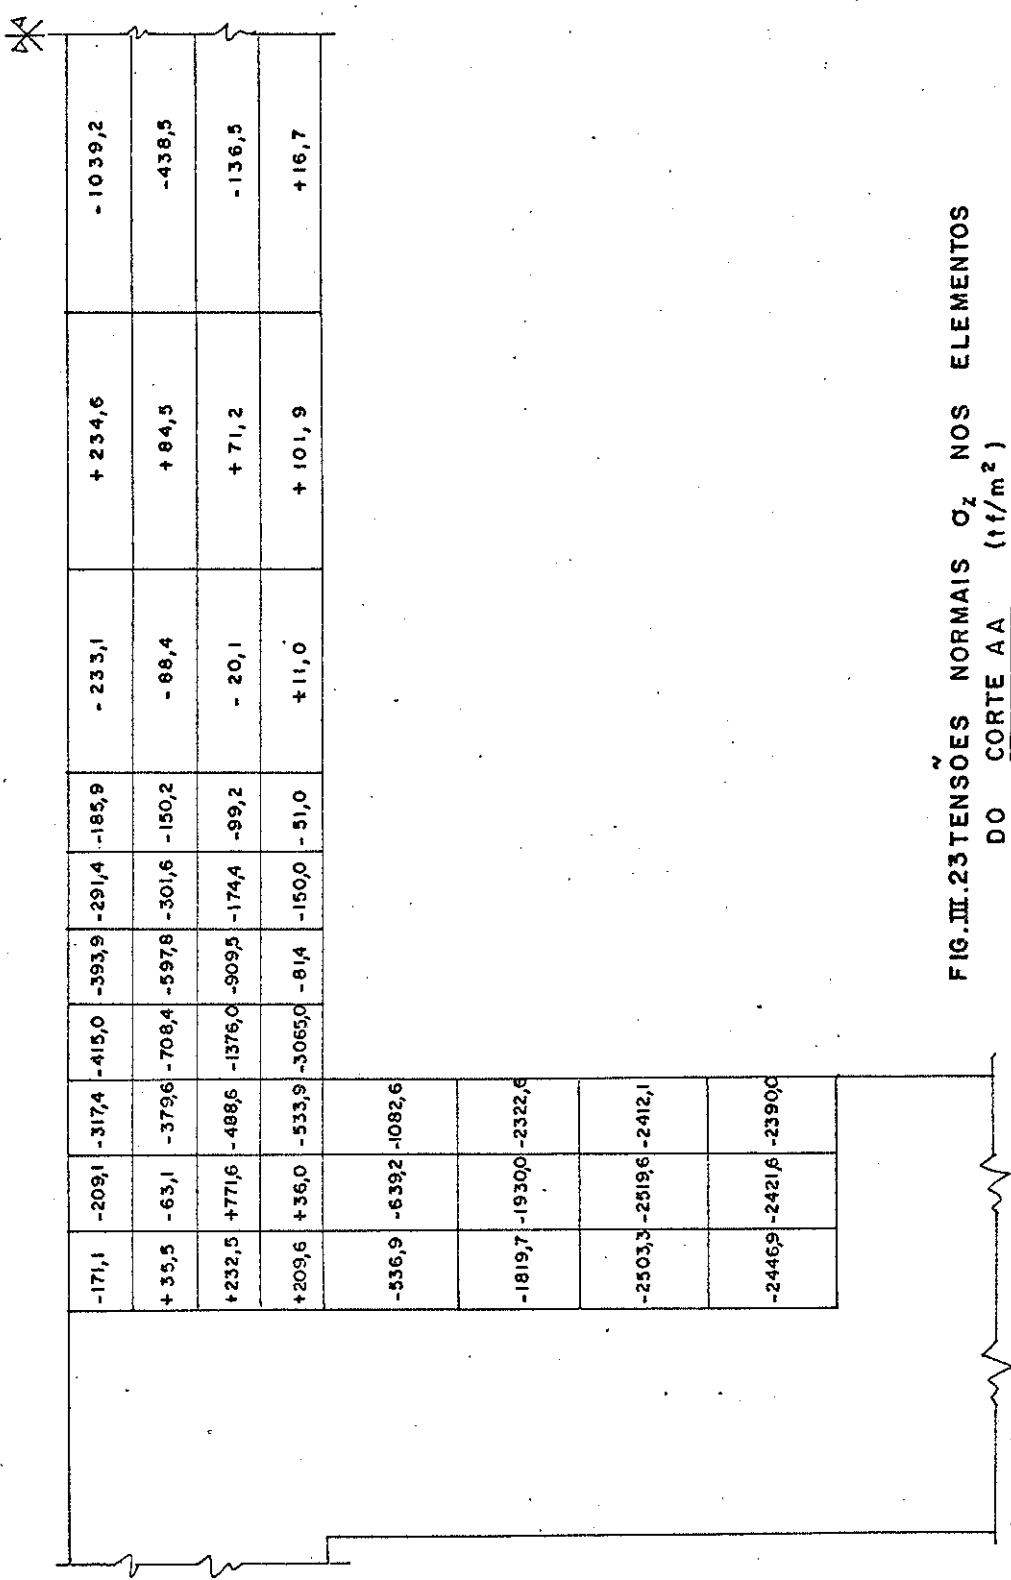 -171,1 -209,1 -317,4 -415,0 -393,9 -291,4 -185,9 -233,1 +234,6 -1039,2
+35,5 -63,1 -379,6 -708,4 -597,8 -301,6 -150,2 -88,4 +84,5 -438,5
+232,5 +771,6 -488,6 -1376,0 -909,5 -174,4 -99,2 -20,1 +71,2 -136,5
+209,6 +36,0 -533,9 -3065,0 -81,4 -150,0 -51,0 +11,0 +101,9 +16,7
-536,9 -639,2 -1082,6
-1819,7 -1930,0 -2322,6
-2503,3 -2519,6 -2412,1
-2446,9 -2421,6 -2390,0
FIG.III.23 TENSÕES NORMAIS σz NOS ELEMENTOS
DO CORTE AA (tf/m²)